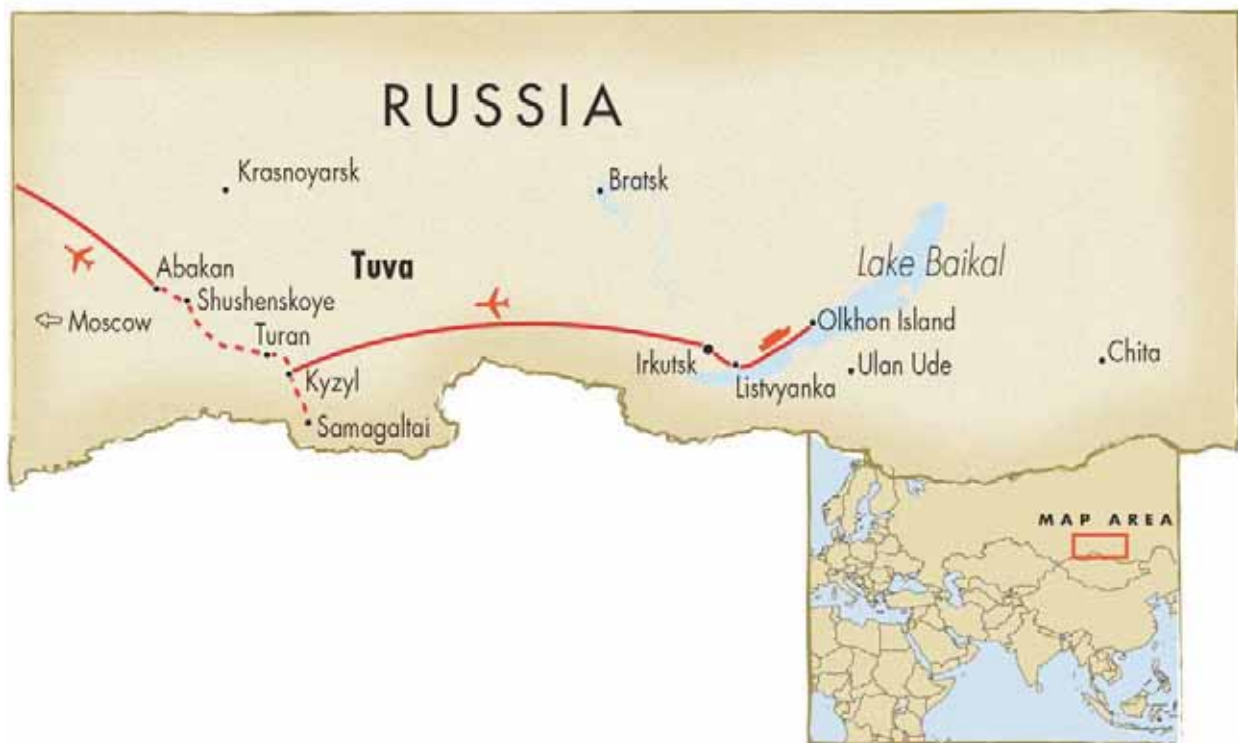 RUSSIA
Krasnoyarsk
Bratsk
Tuva
Lake Baikal
Abakan
Shushenskoye
Moscow
Turan
Olkhon Island
Irkutsk
Kyzyl
Listvyanka
Ulan Ude
Chita
Samagaltai
MAP AREA